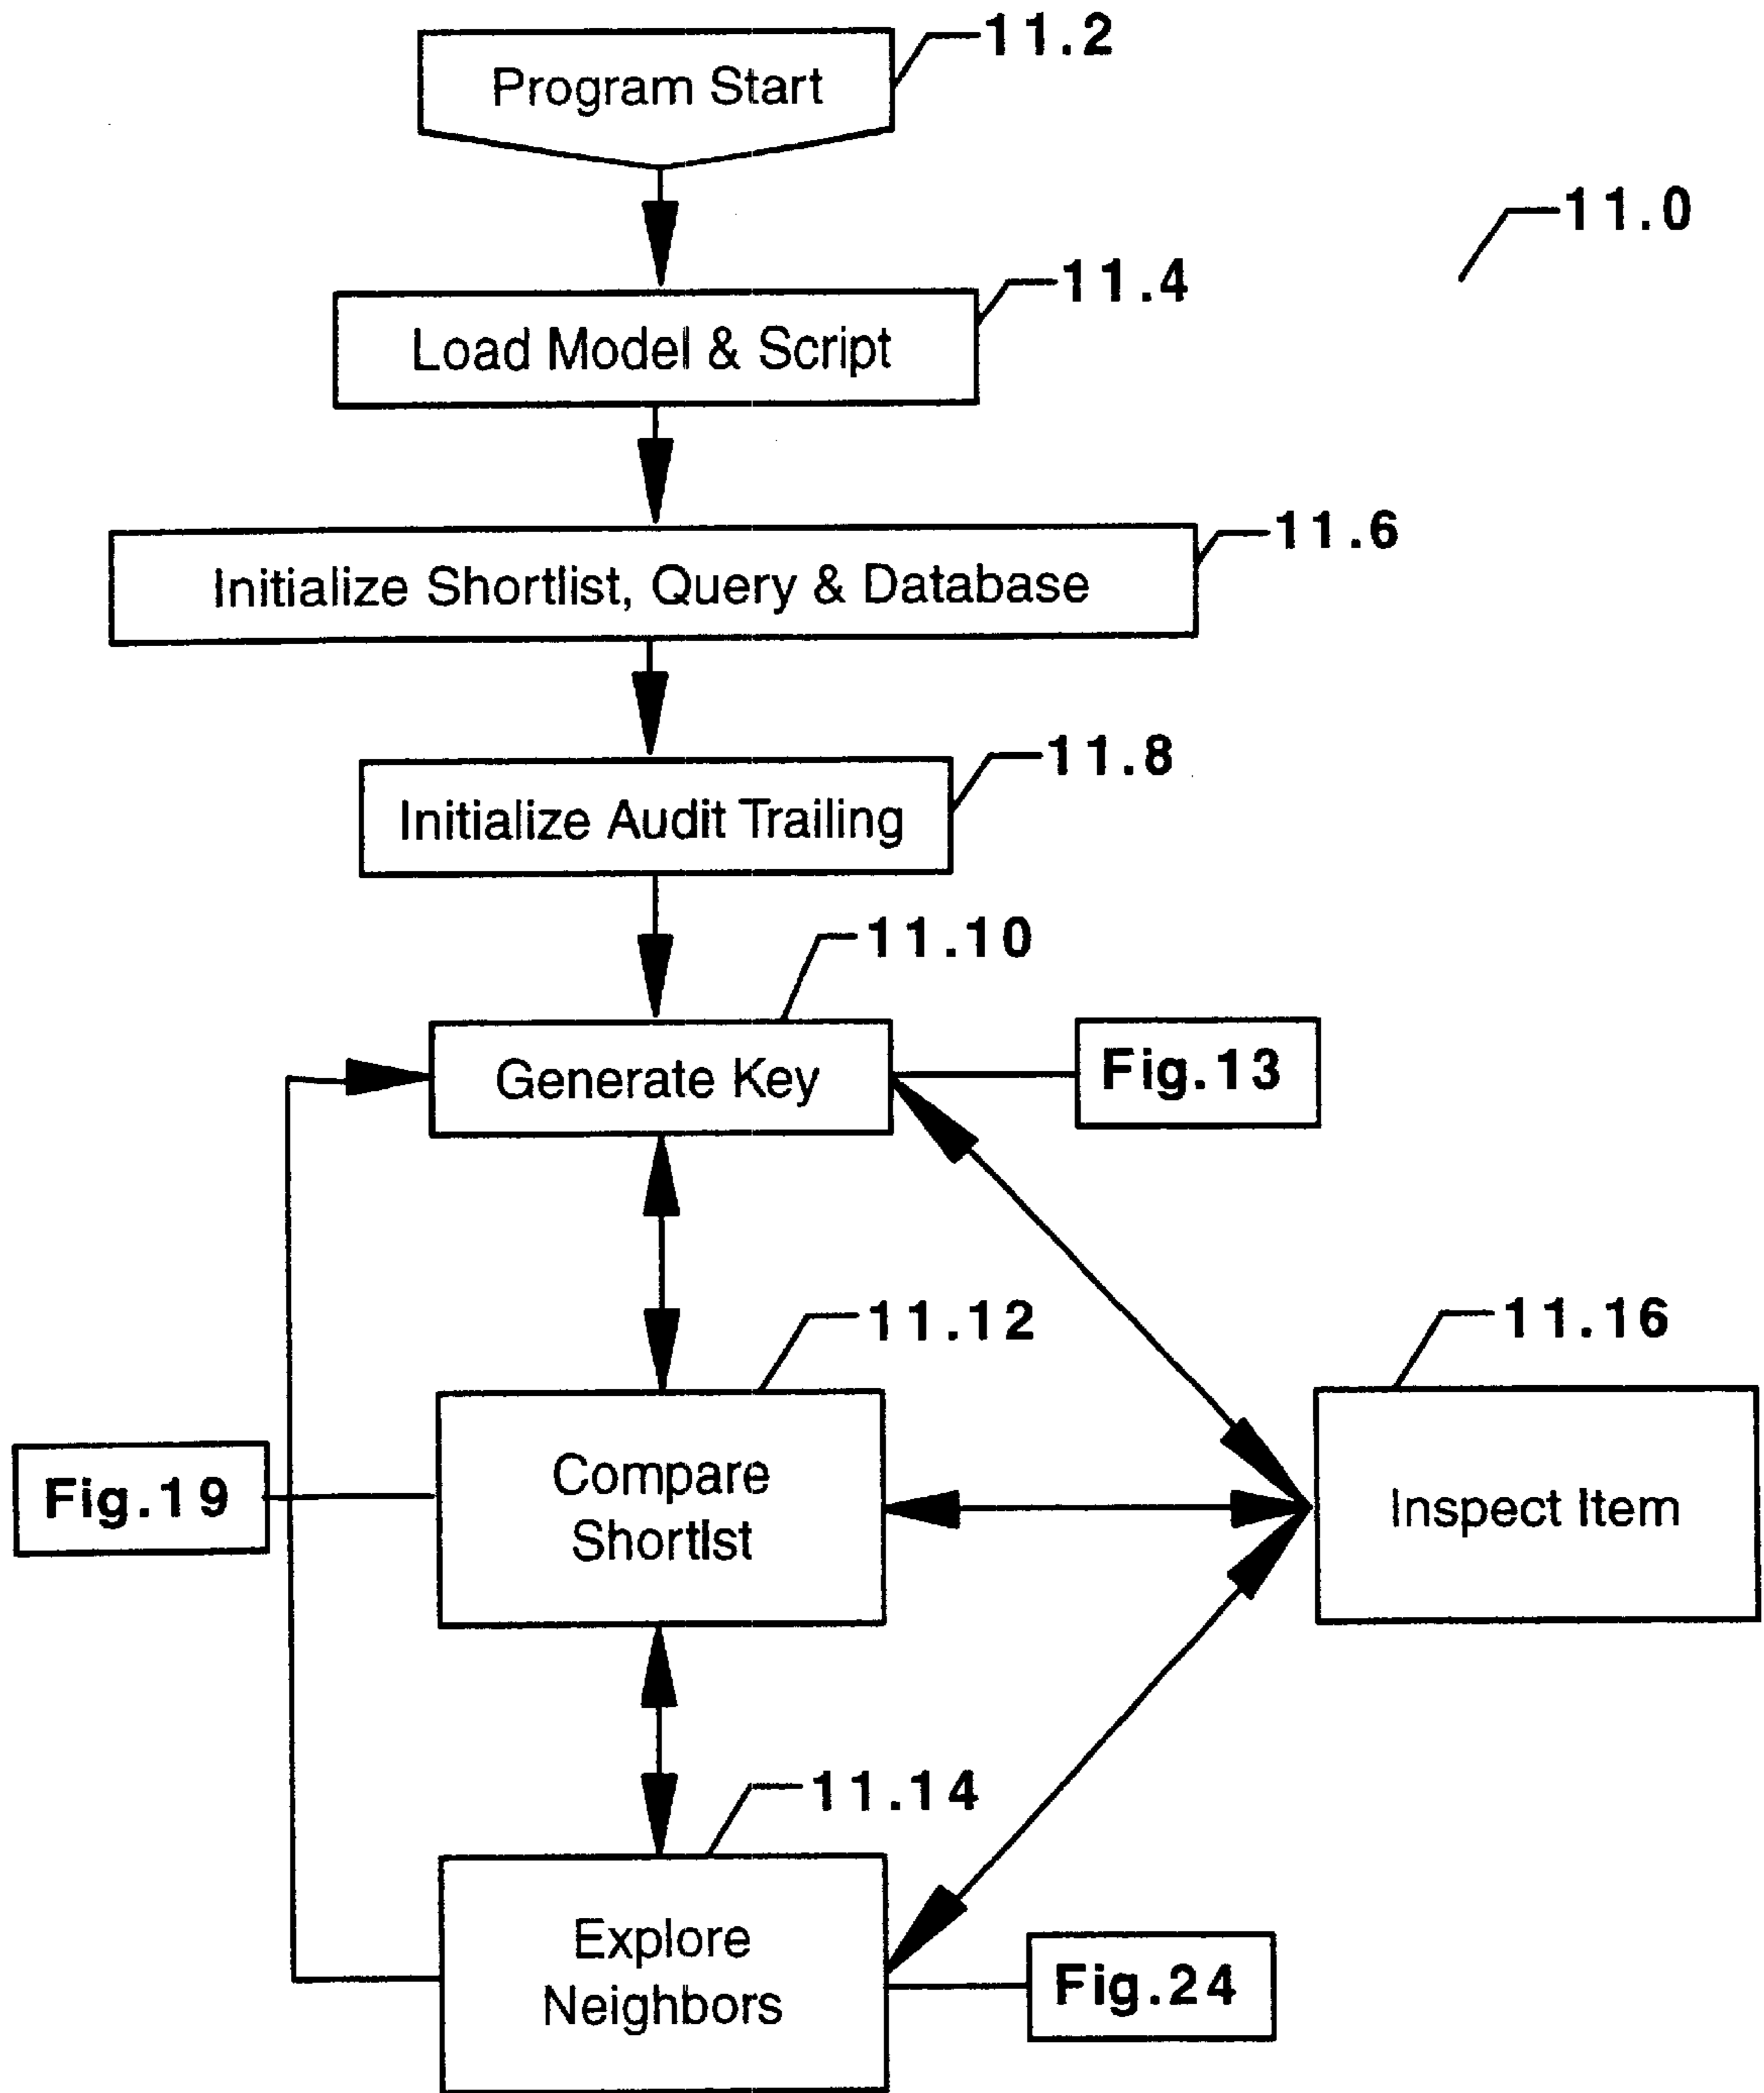 11.2
Program Start
11.0
11.4
Load Model & Script
11.6
Initialize Shortlist, Query & Database
11.8
Initialize Audit Trailing
11.10
Generate Key
Fig.13
11.12
11.16
Compare
Shortlist
Fig.19
Inspect Item
11.14
Explore
Neighbors
Fig.24